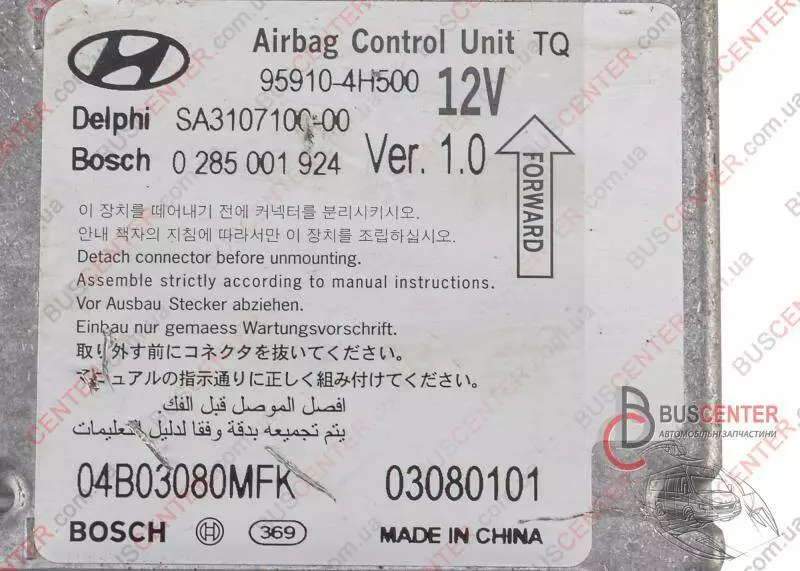 Airbag Control Unit TQ
95910-4H500 12V
Delphi SA3107100-00
Bosch 0 285 001 924 Ver. 1.0
FORWARD
이 장치를 떼어내기 전에 커넥터를 분리시키시오.
안내 책자의 지침에 따라서만 이 장치를 조립하십시오.
Detach connector before unmounting.
Assemble strictly according to manual instructions.
Vor Ausbau Stecker abziehen.
Einbau nur gemaess Wartungsvorschrift.
取り外す前にコネクタを抜いてください。
マニュアルの指示通りに正しく組み付けてください。
افصل الموصل قبل الفك.
يتم تجميعه بدقة وفقا لدليل التعليمات
04B03080MFK 03080101
BOSCH 369 MADE IN CHINA
BUSCENTER
АВТОМОБІЛЬНІ ЗАПЧАСТИНИ
BUSCENTER.com.ua